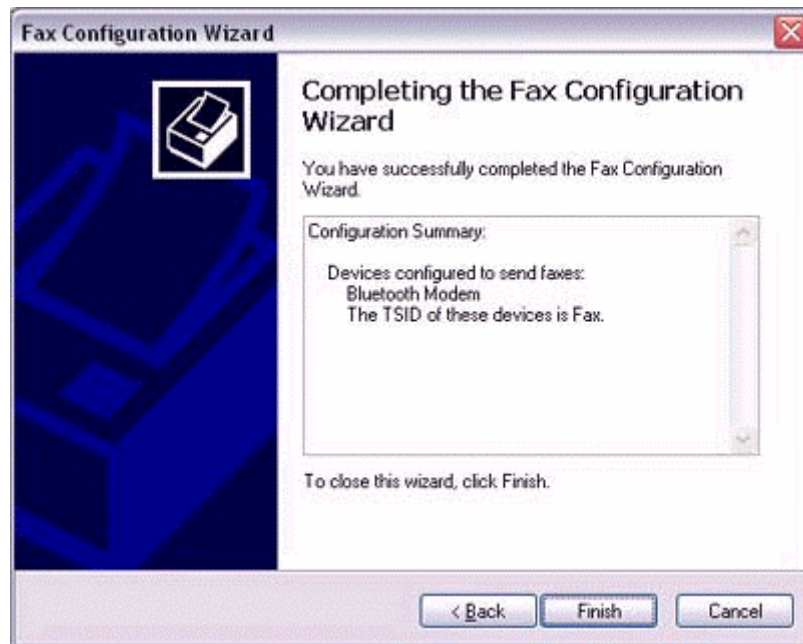 Fax Configuration Wizard
Completing the Fax Configuration
Wizard
You have successfully completed the Fax Configuration
Wizard.
Configuration Summary:
Devices configured to send faxes:
Bluetooth Modem
The TSID of these devices is Fax.
To close this wizard, click Finish.
< Back
Finish
Cancel